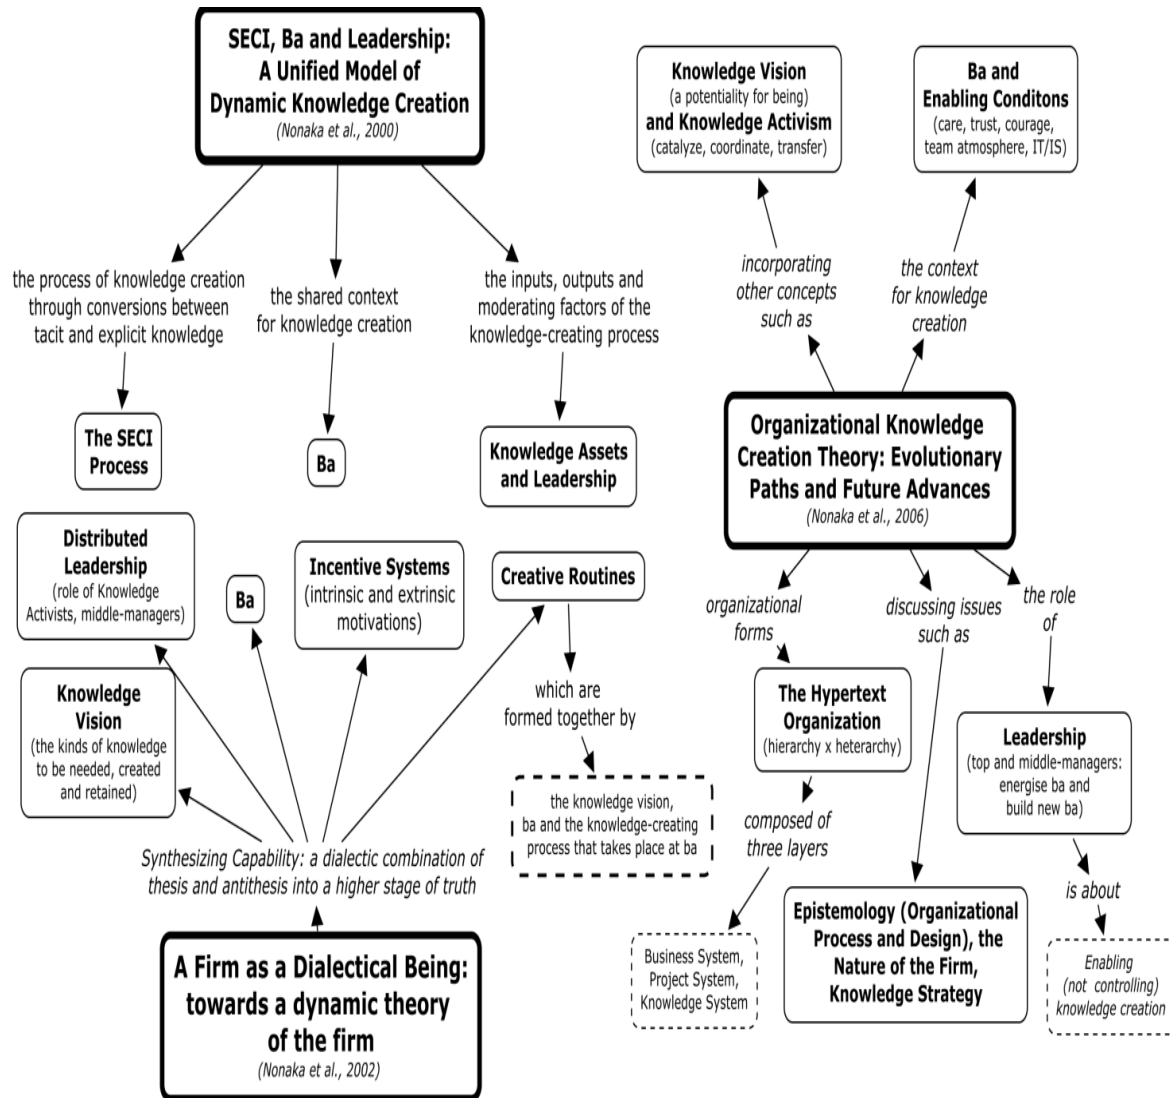 SECI, Ba and Leadership:
A Unified Model of
Dynamic Knowledge Creation
(Nonaka et al., 2000)
the process of knowledge creation
through conversions between
tacit and explicit knowledge
the shared context
for knowledge creation
the inputs, outputs and
moderating factors of the
knowledge-creating process
The SECI
Process
Ba
Knowledge Assets
and Leadership
Distributed
Leadership
(role of Knowledge
Activists, middle-managers)
Ba
Incentive Systems
(intrinsic and extrinsic
motivations)
Creative Routines
Knowledge
Vision
(the kinds of knowledge
to be needed, created
and retained)
which are
formed together by
the knowledge vision,
ba and the knowledge-creating
process that takes place at ba
Synthesizing Capability: a dialectic combination of
thesis and antithesis into a higher stage of truth
A Firm as a Dialectical Being:
towards a dynamic theory
of the firm
(Nonaka et al., 2002)
Knowledge Vision
(a potentiality for being)
and Knowledge Activism
(catalyze, coordinate, transfer)
Ba and
Enabling Conditons
(care, trust, courage,
team atmosphere, IT/IS)
incorporating
other concepts
such as
the context
for knowledge
creation
Organizational Knowledge
Creation Theory: Evolutionary
Paths and Future Advances
(Nonaka et al., 2006)
organizational
forms
discussing issues
such as
the role
of
The Hypertext
Organization
(hierarchy x heterarchy)
Leadership
(top and middle-managers:
energise ba and
build new ba)
composed of
three layers
is about
Business System,
Project System,
Knowledge System
Epistemology (Organizational
Process and Design), the
Nature of the Firm,
Knowledge Strategy
Enabling
(not controlling)
knowledge creation